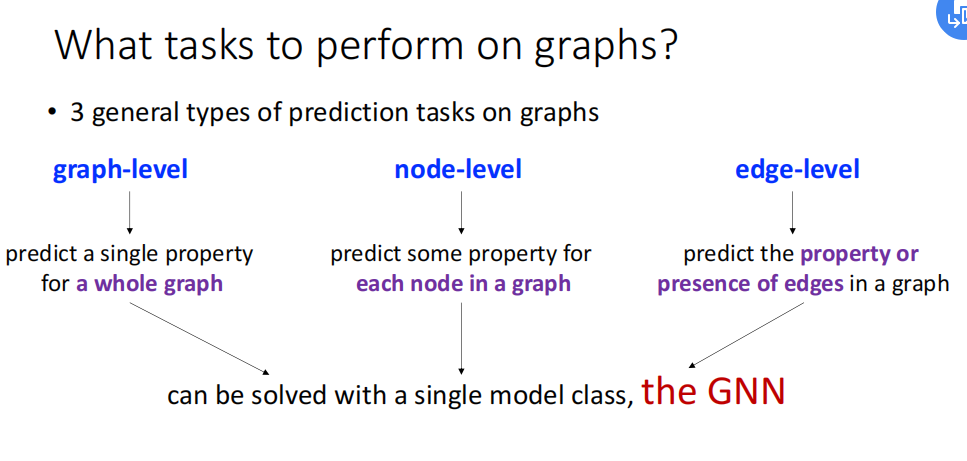 What tasks to perform on graphs?
• 3 general types of prediction tasks on graphs
graph-level
node-level
edge-level
predict a single property
for a whole graph
predict some property for
each node in a graph
predict the property or
presence of edges in a graph
can be solved with a single model class, the GNN